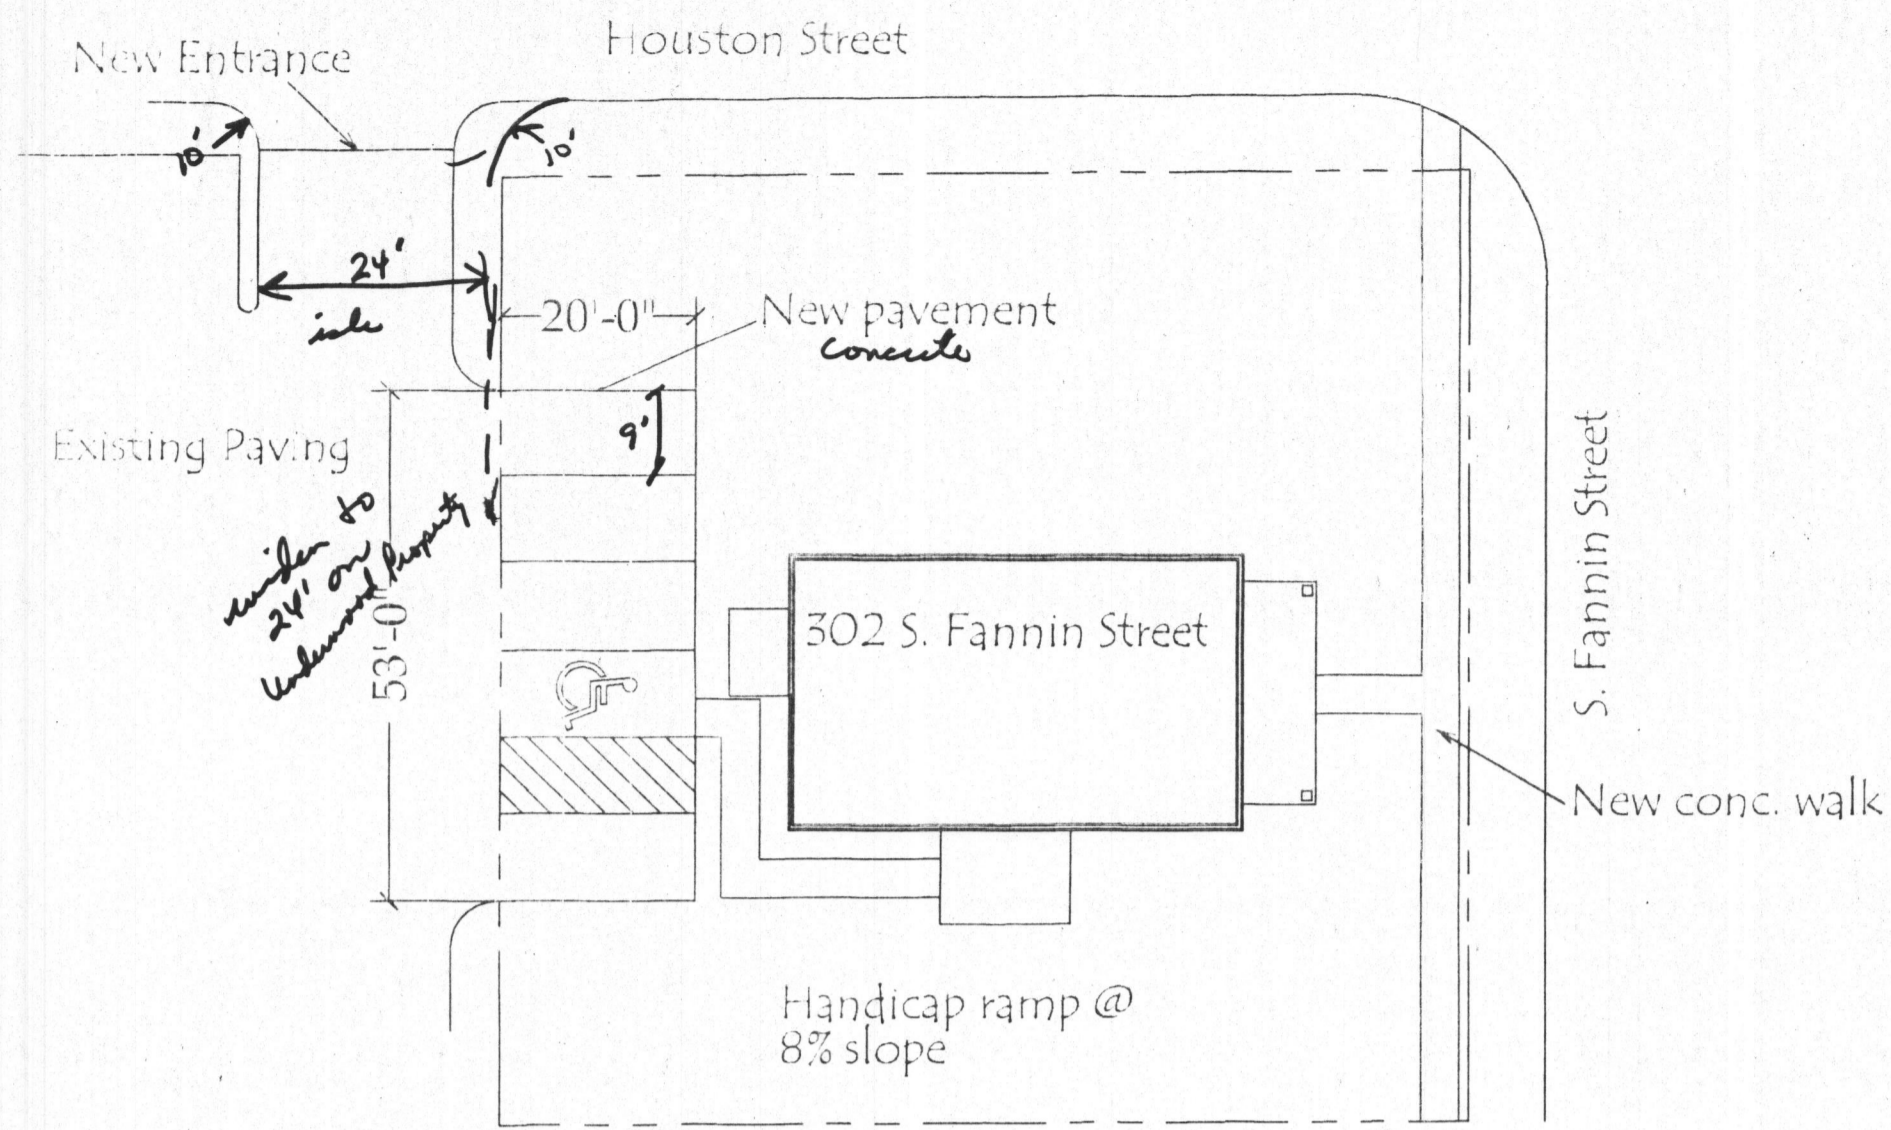 Houston Street
New Entrance
10'
10'
24'
isle
20'-0"
New pavement
concrete
9'
Existing Paving
widen to
24' on
Underwood Property
53'-0"
302 S. Fannin Street
S. Fannin Street
New conc. walk
Handicap ramp @
8% slope